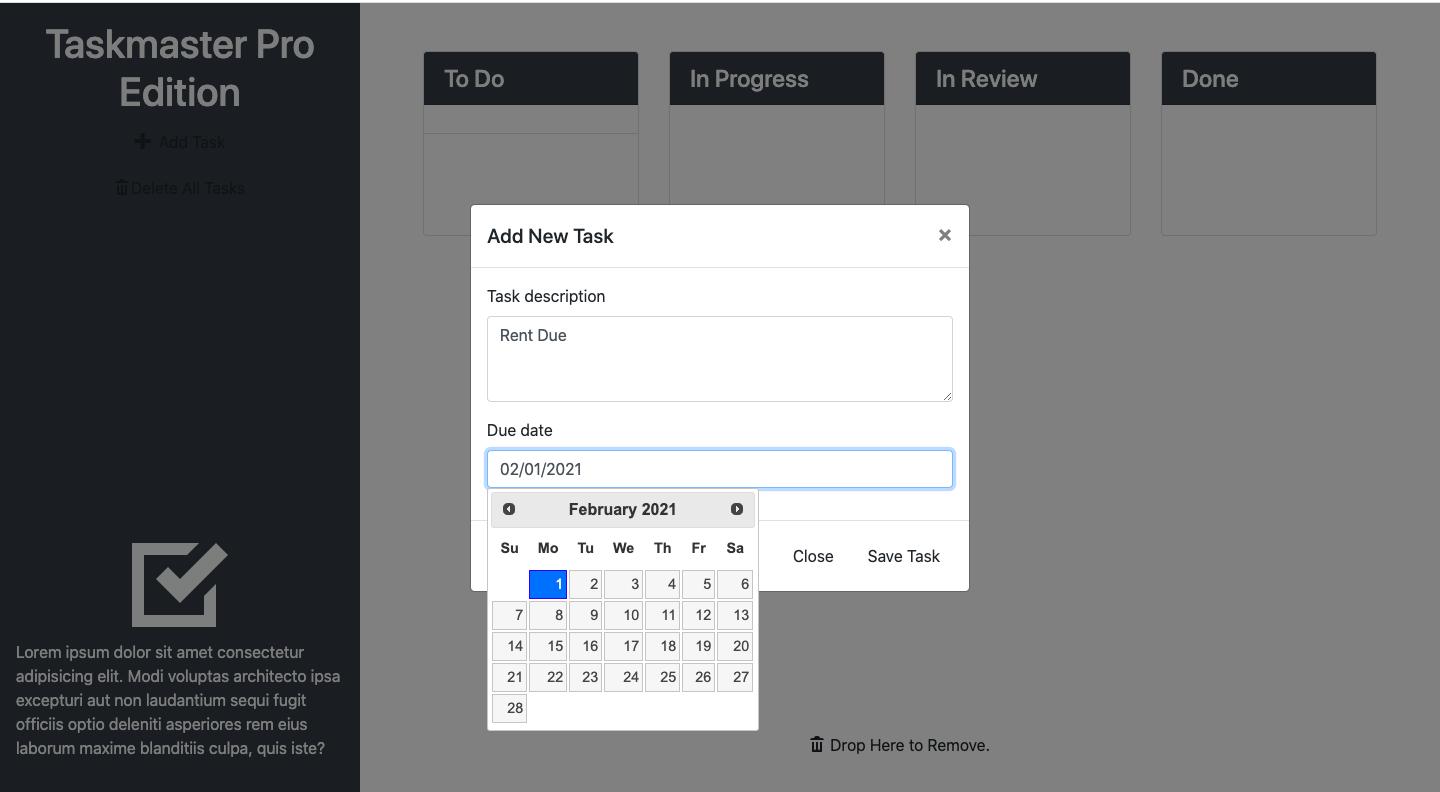 Taskmaster Pro
Edition
Add Task
Delete All Tasks
Lorem ipsum dolor sit amet consectetur
adipisicing elit. Modi voluptas architecto ipsa
excepturi aut non laudantium sequi fugit
officiis optio deleniti asperiores rem eius
laborum maxime blanditiis culpa, quis iste?
To Do
In Progress
In Review
Done
Add New Task
×
Task description
Rent Due
Due date
02/01/2021
February 2021
Su Mo Tu We Th Fr Sa
1 2 3 4 5 6
7 8 9 10 11 12 13
14 15 16 17 18 19 20
21 22 23 24 25 26 27
28
Close Save Task
Drop Here to Remove.